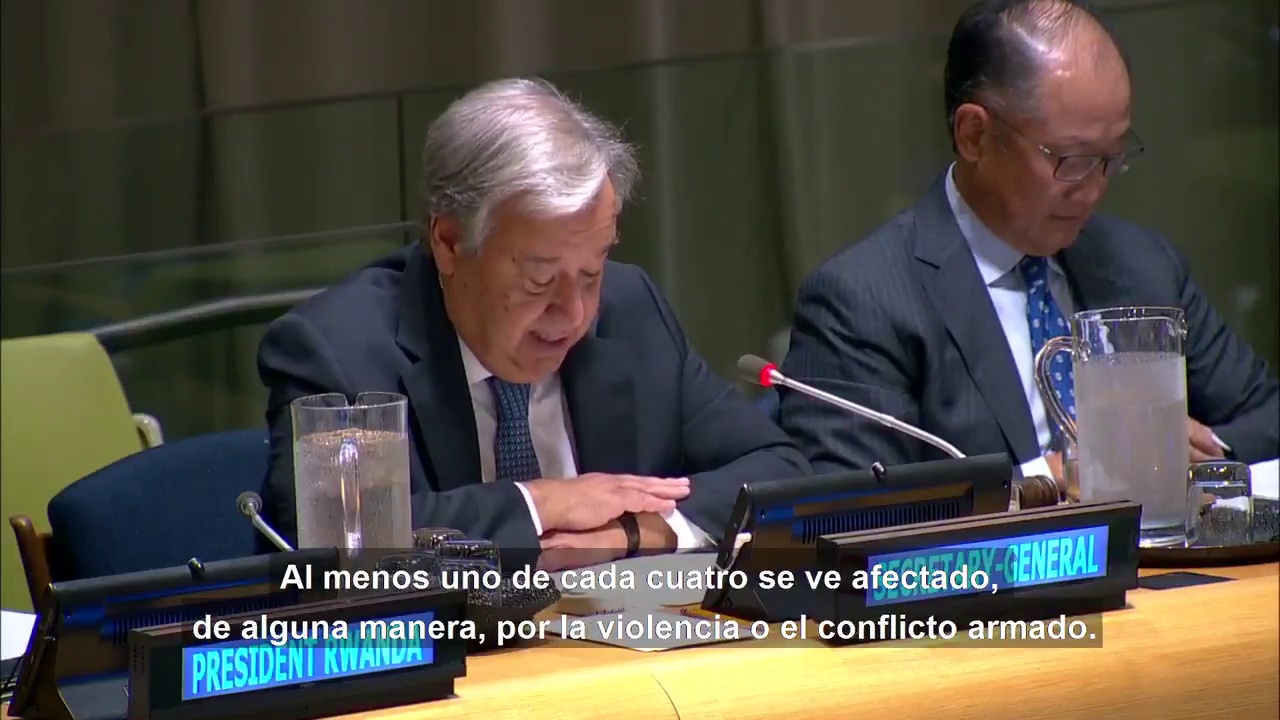 SECRETARY-GENERAL
Al menos uno de cada cuatro se ve afectado,
de alguna manera, por la violencia o el conflicto armado.
PRESIDENT RWANDA